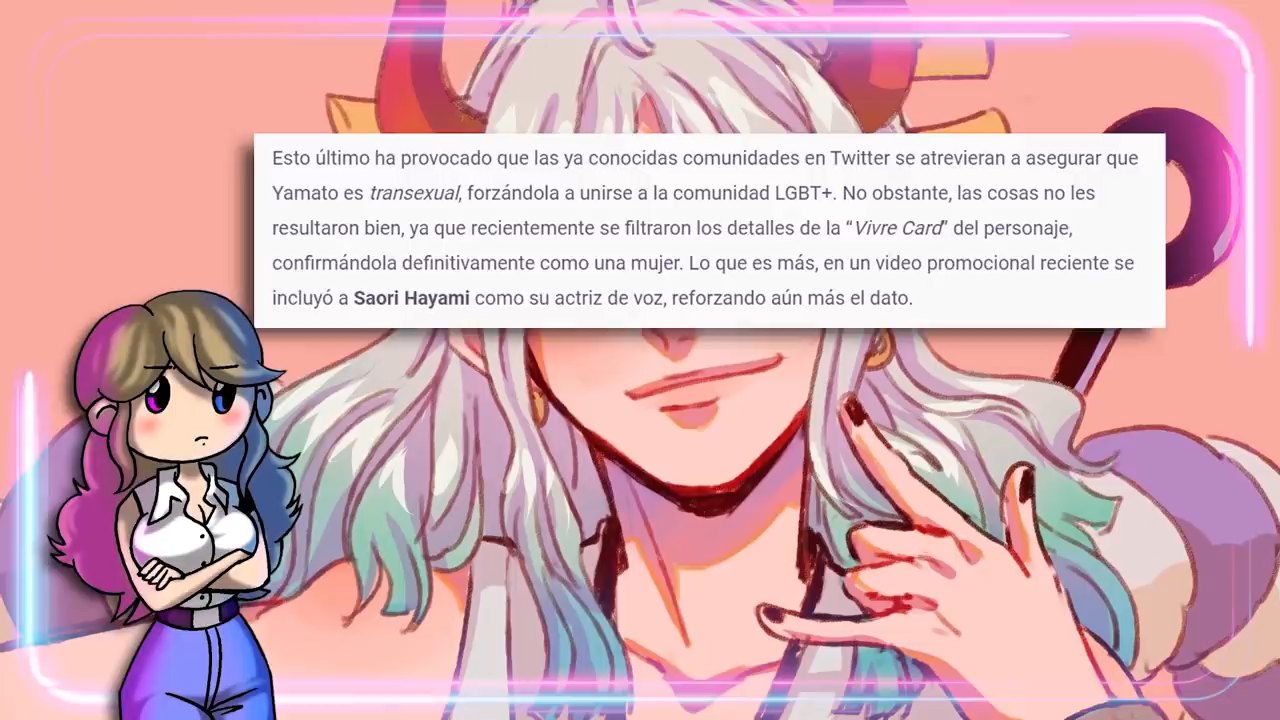 Esto último ha provocado que las ya conocidas comunidades en Twitter se atrevieran a asegurar que
Yamato es transexual, forzándola a unirse a la comunidad LGBT+. No obstante, las cosas no les
resultaron bien, ya que recientemente se filtraron los detalles de la “Vivre Card” del personaje,
confirmándola definitivamente como una mujer. Lo que es más, en un video promocional reciente se
incluyó a Saori Hayami como su actriz de voz, reforzando aún más el dato.